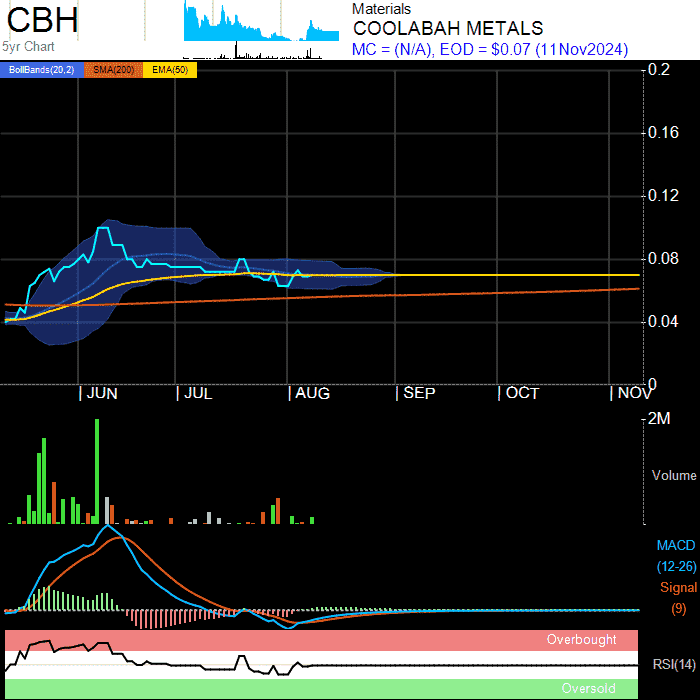 CBH
5yr Chart
Materials
COOLABAH METALS
MC = (N/A), EOD = $0.07 (11Nov2024)
BollBands(20,2) SMA(200) EMA(50)
0.2
0.16
0.12
0.08
0.04
0
| JUN | JUL | AUG | SEP | OCT | NOV
2M
Volume
MACD
(12-26)
Signal
(9)
Overbought
RSI(14)
Oversold